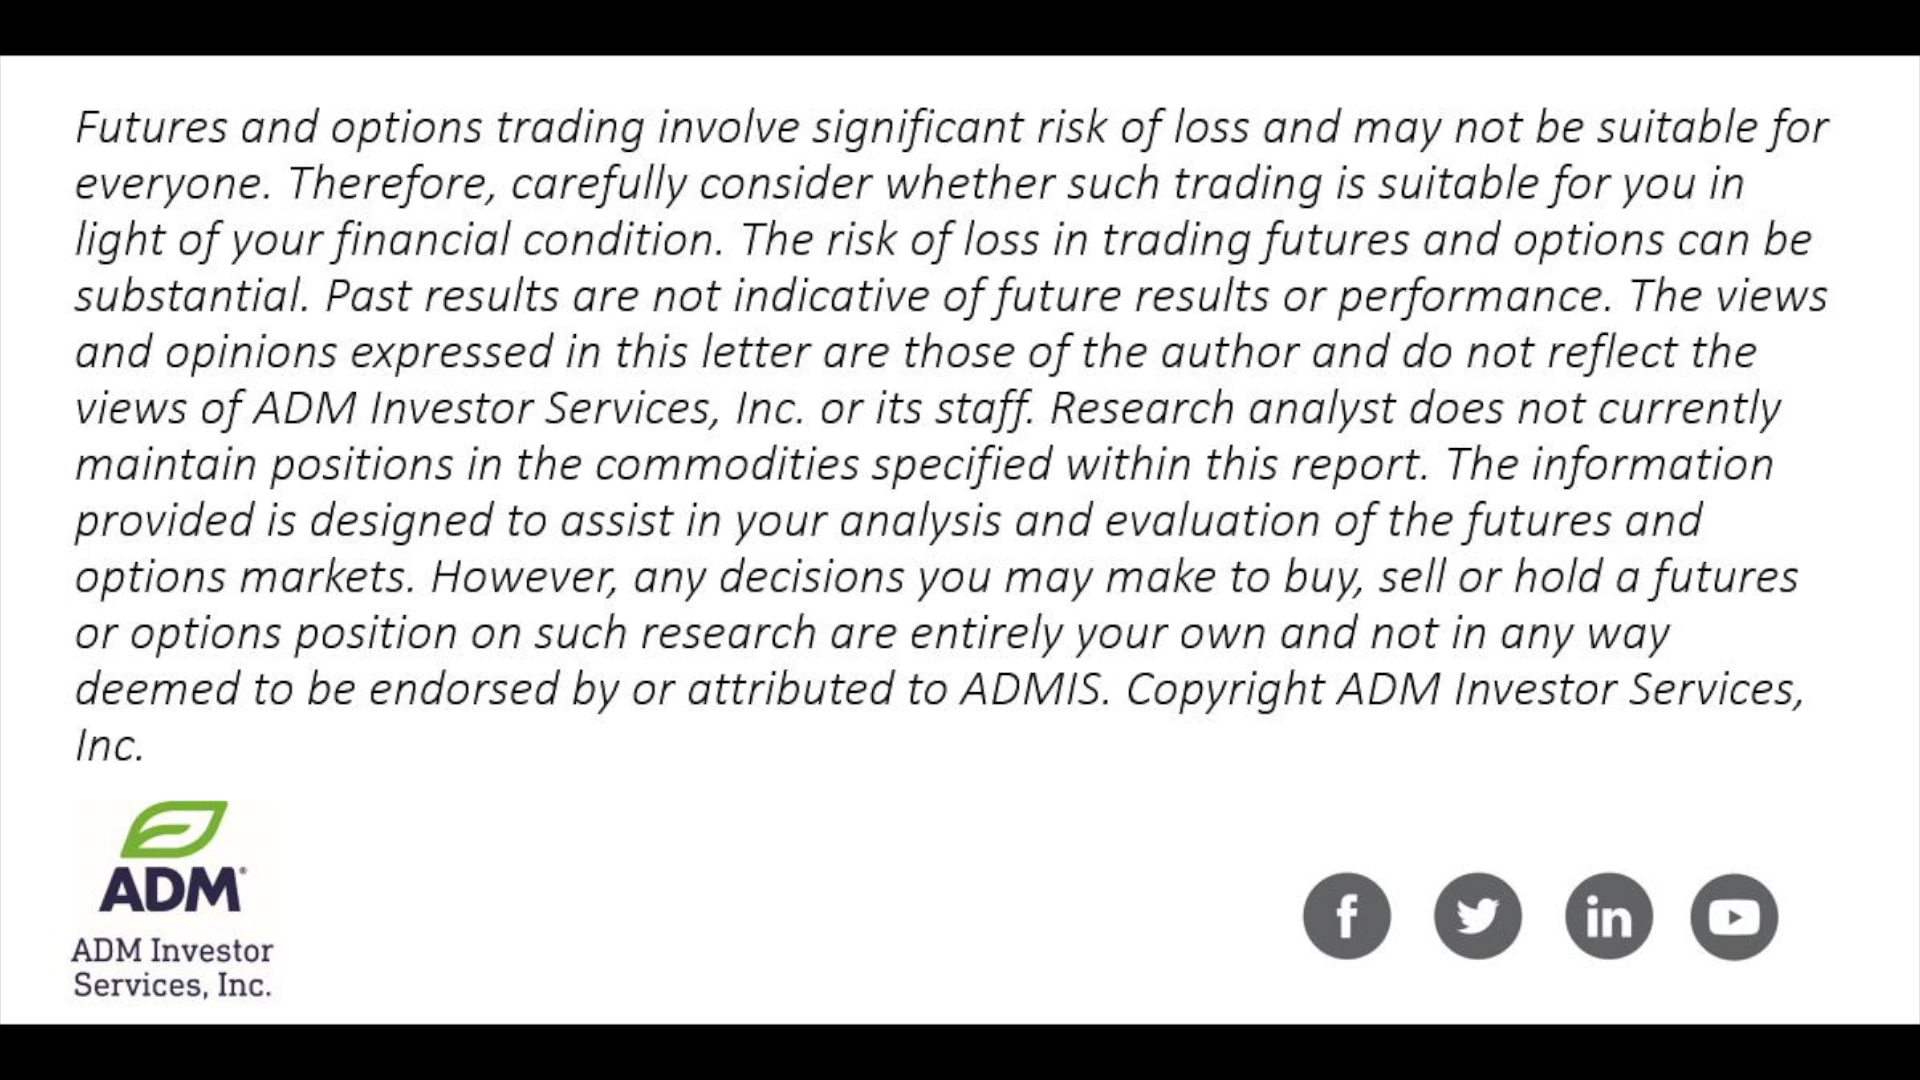 Futures and options trading involve significant risk of loss and may not be suitable for
everyone. Therefore, carefully consider whether such trading is suitable for you in
light of your financial condition. The risk of loss in trading futures and options can be
substantial. Past results are not indicative of future results or performance. The views
and opinions expressed in this letter are those of the author and do not reflect the
views of ADM Investor Services, Inc. or its staff. Research analyst does not currently
maintain positions in the commodities specified within this report. The information
provided is designed to assist in your analysis and evaluation of the futures and
options markets. However, any decisions you may make to buy, sell or hold a futures
or options position on such research are entirely your own and not in any way
deemed to be endorsed by or attributed to ADMIS. Copyright ADM Investor Services,
Inc.
ADM®
ADM Investor
Services, Inc.
f
in